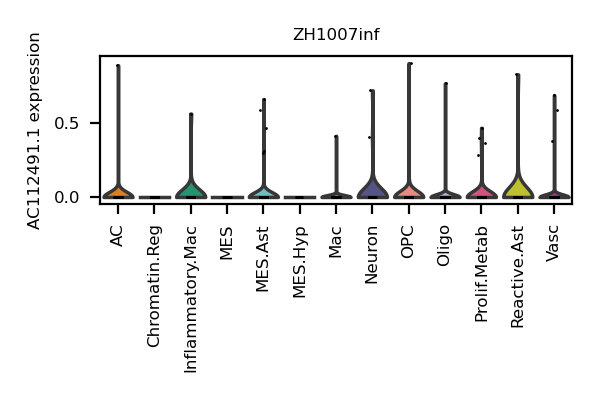 ZH1007inf
AC112491.1 expression
0.5
0.0
AC
Chromatin.Reg
Inflammatory.Mac
MES
MES.Ast
MES.Hyp
Mac
Neuron
OPC
Oligo
Prolif.Metab
Reactive.Ast
Vasc